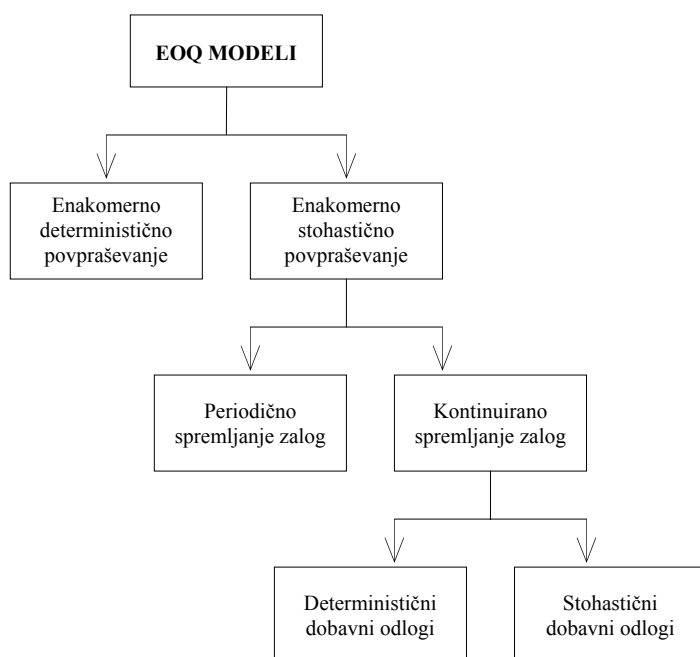 EOQ MODELI
Enakomerno
deterministično
povpraševanje
Enakomerno
stohastično
povpraševanje
Periodično
spremljanje zalog
Kontinuirano
spremljanje zalog
Deterministični
dobavni odlogi
Stohastični
dobavni odlogi